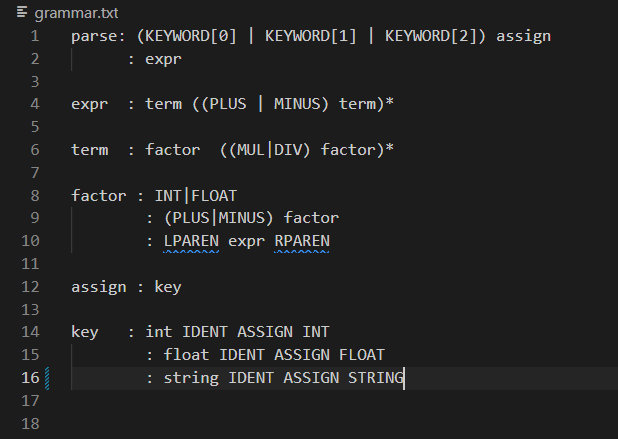 grammar.txt
1 parse: (KEYWORD[0] | KEYWORD[1] | KEYWORD[2]) assign
2 : expr
3
4 expr : term ((PLUS | MINUS) term)*
5
6 term : factor ((MUL|DIV) factor)*
7
8 factor : INT|FLOAT
9 : (PLUS|MINUS) factor
10 : LPAREN expr RPAREN
11
12 assign : key
13
14 key : int IDENT ASSIGN INT
15 : float IDENT ASSIGN FLOAT
16 : string IDENT ASSIGN STRING
17
18